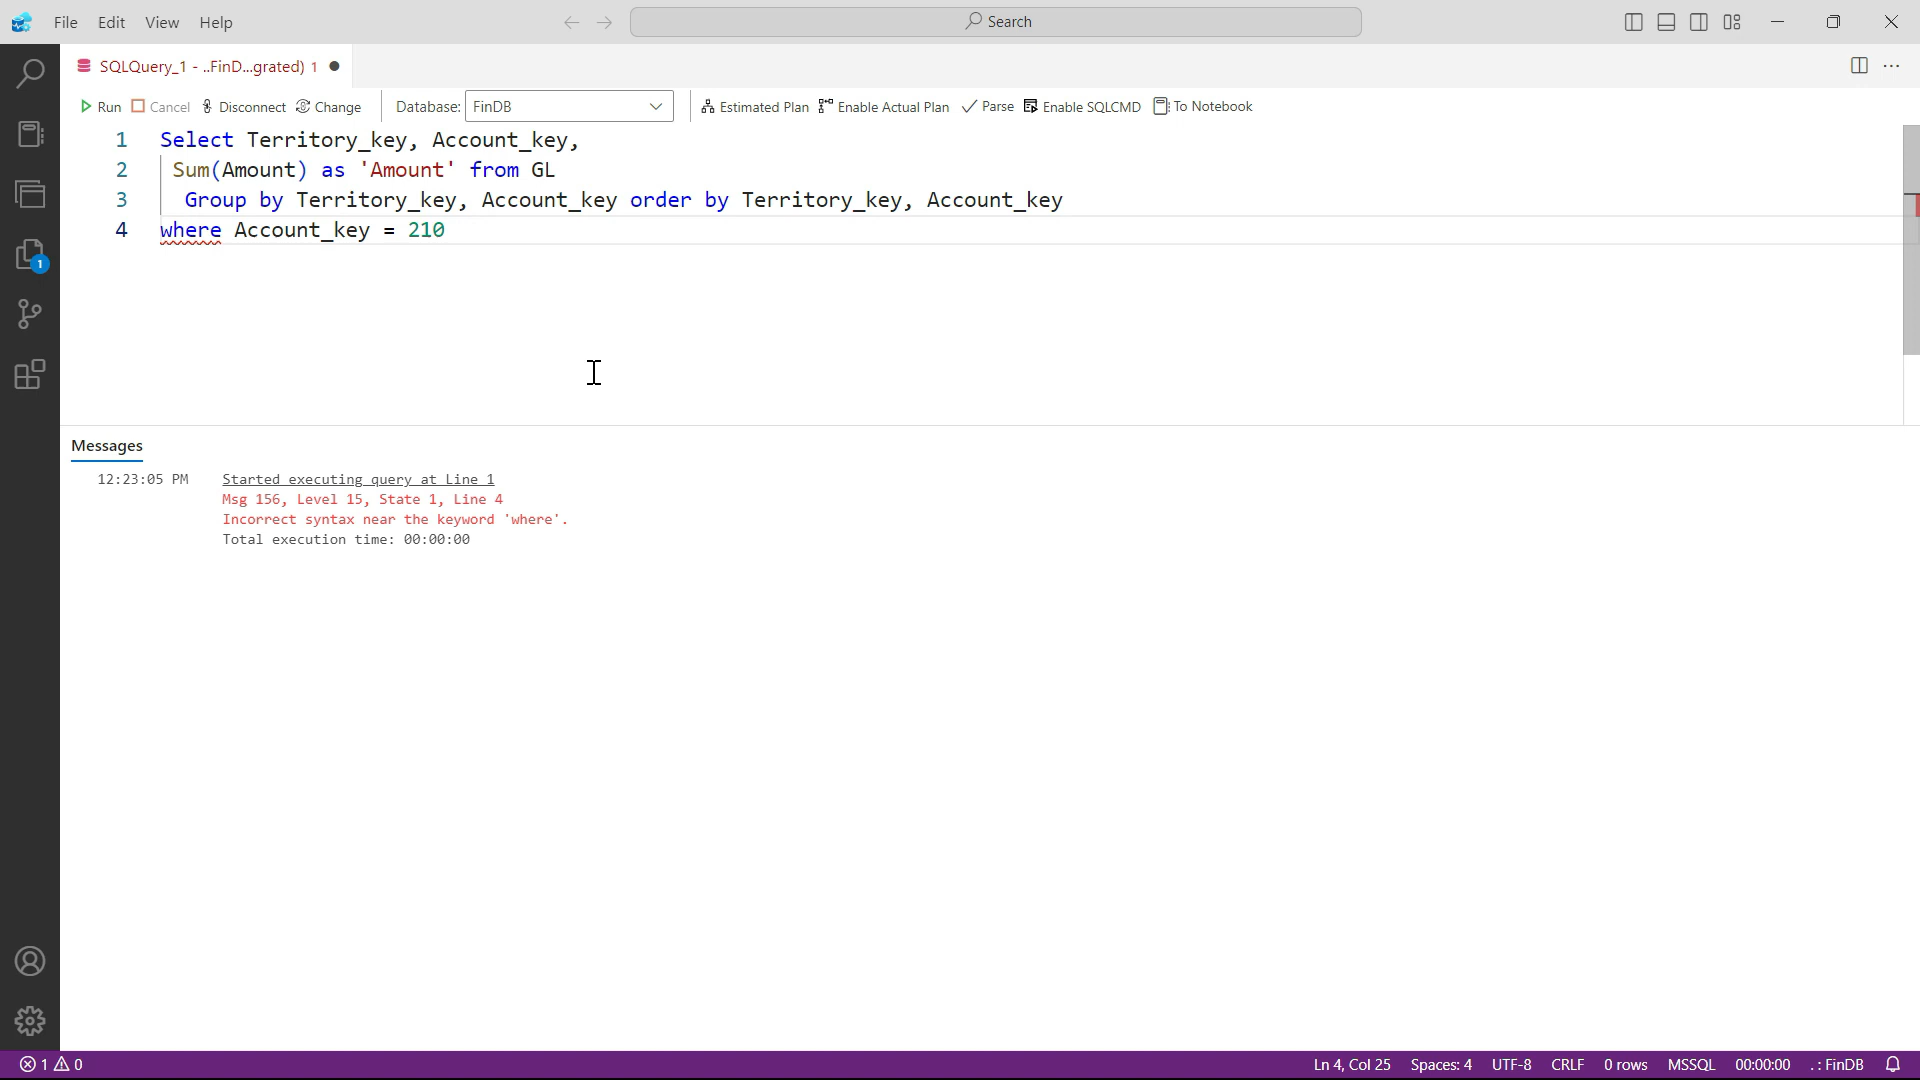 File Edit View Help Search
SQLQuery_1 - ..FinD...grated) 1
Run Cancel Disconnect Change Database: FinDB Estimated Plan Enable Actual Plan Parse Enable SQLCMD To Notebook
1 Select Territory_key, Account_key,
2 Sum(Amount) as 'Amount' from GL
3 Group by Territory_key, Account_key order by Territory_key, Account_key
4 where Account_key = 210
1
Messages
12:23:05 PM Started executing query at Line 1
Msg 156, Level 15, State 1, Line 4
Incorrect syntax near the keyword 'where'.
Total execution time: 00:00:00
1 0 Ln 4, Col 25 Spaces: 4 UTF-8 CRLF 0 rows MSSQL 00:00:00 . : FinDB